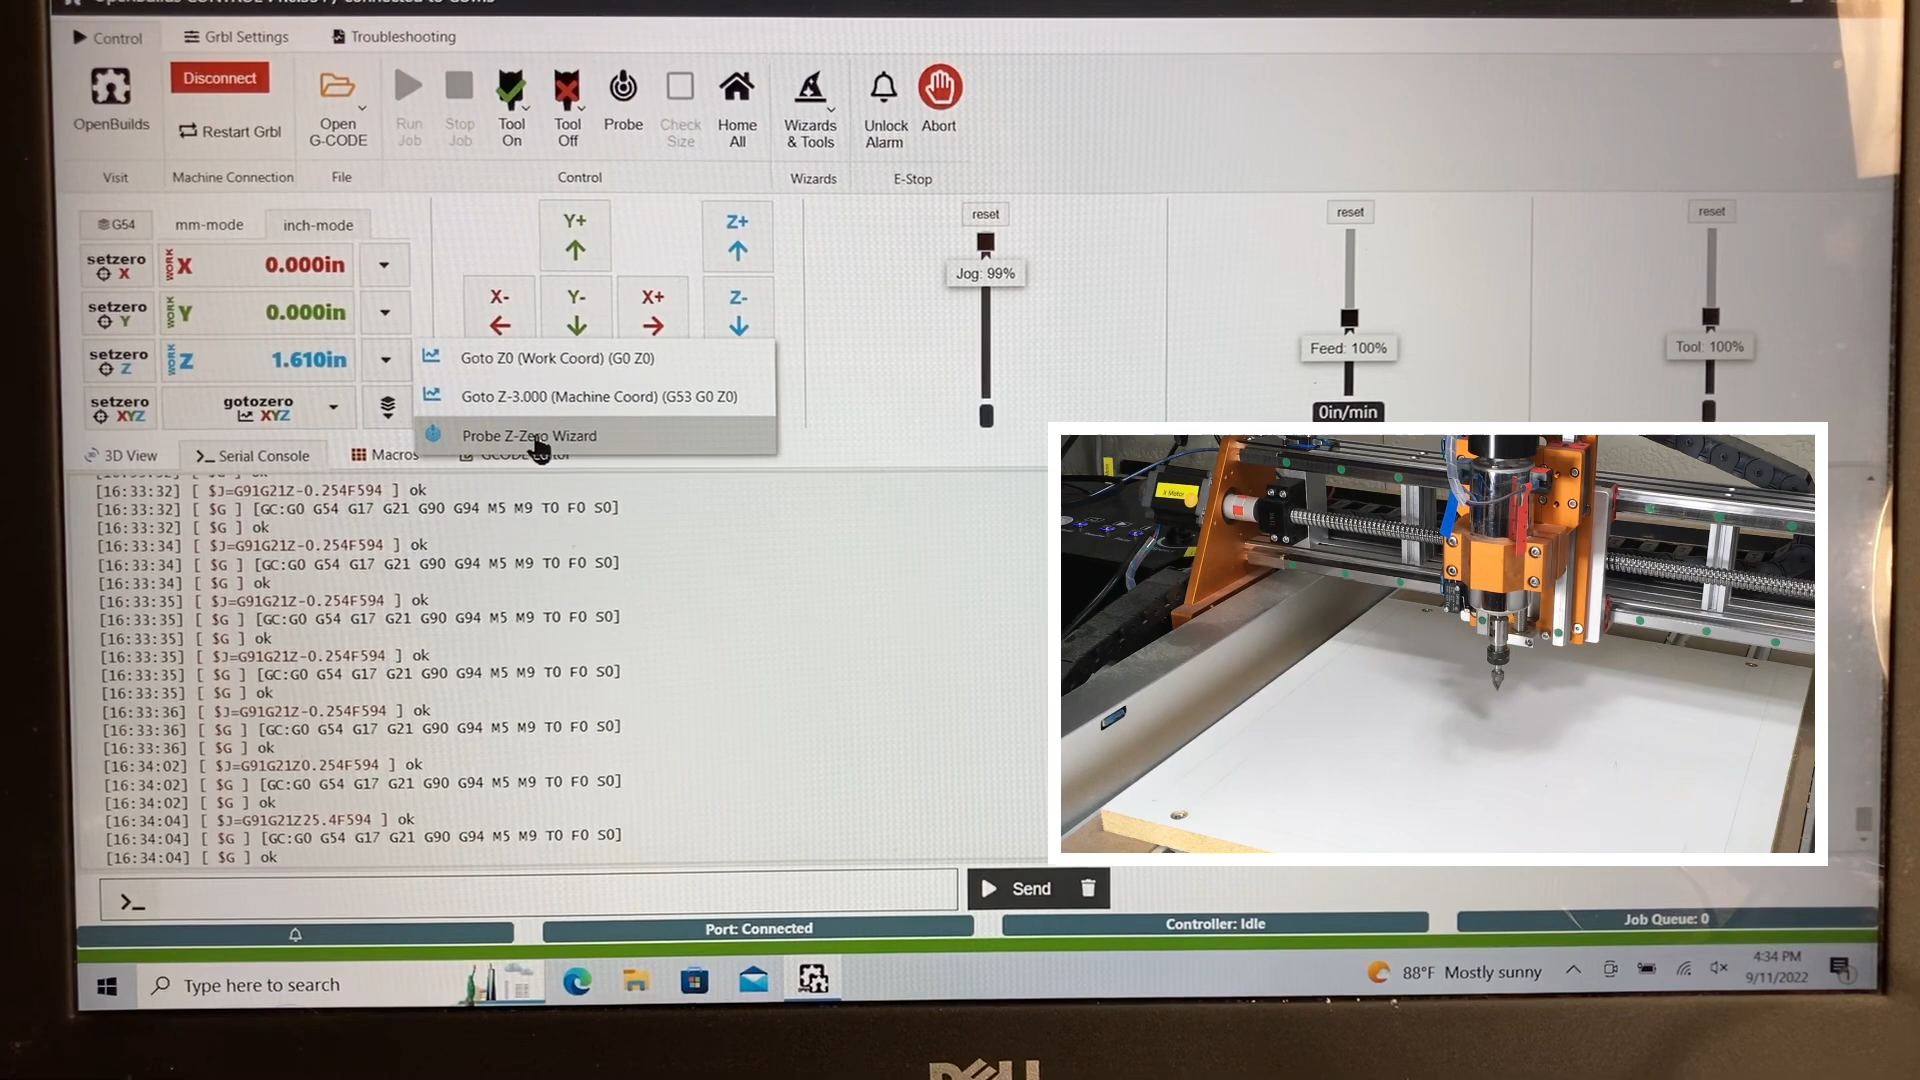 Control Grbl Settings Troubleshooting
OpenBuilds
Disconnect
Restart Grbl
Open G-CODE
Run Job
Stop Job
Tool On
Tool Off
Probe
Check Size
Home All
Wizards & Tools
Unlock Alarm
Abort
Visit Machine Connection File Control Wizards E-Stop
G54 mm-mode inch-mode
setzero X
WORK X 0.000in
setzero Y
WORK Y 0.000in
setzero Z
WORK Z 1.610in
setzero XYZ
gotozero XYZ
Y+ Z+
X- Y- X+ Z-
reset
Jog: 99%
reset
Feed: 100%
0in/min
reset
Tool: 100%
Goto Z0 (Work Coord) (G0 Z0)
Goto Z-3.000 (Machine Coord) (G53 G0 Z0)
Probe Z-Zero Wizard
3D View Serial Console Macros GCODE Editor
[16:33:32] [ $J=G91G21Z-0.254F594 ] ok
[16:33:32] [ $G ] [GC:G0 G54 G17 G21 G90 G94 M5 M9 T0 F0 S0]
[16:33:32] [ $G ] ok
[16:33:34] [ $J=G91G21Z-0.254F594 ] ok
[16:33:34] [ $G ] [GC:G0 G54 G17 G21 G90 G94 M5 M9 T0 F0 S0]
[16:33:34] [ $G ] ok
[16:33:35] [ $J=G91G21Z-0.254F594 ] ok
[16:33:35] [ $G ] [GC:G0 G54 G17 G21 G90 G94 M5 M9 T0 F0 S0]
[16:33:35] [ $G ] ok
[16:33:35] [ $J=G91G21Z-0.254F594 ] ok
[16:33:35] [ $G ] [GC:G0 G54 G17 G21 G90 G94 M5 M9 T0 F0 S0]
[16:33:35] [ $G ] ok
[16:33:36] [ $J=G91G21Z-0.254F594 ] ok
[16:33:36] [ $G ] [GC:G0 G54 G17 G21 G90 G94 M5 M9 T0 F0 S0]
[16:33:36] [ $G ] ok
[16:34:02] [ $J=G91G21Z0.254F594 ] ok
[16:34:02] [ $G ] [GC:G0 G54 G17 G21 G90 G94 M5 M9 T0 F0 S0]
[16:34:02] [ $G ] ok
[16:34:04] [ $J=G91G21Z25.4F594 ] ok
[16:34:04] [ $G ] [GC:G0 G54 G17 G21 G90 G94 M5 M9 T0 F0 S0]
[16:34:04] [ $G ] ok
X Motor
>_ Send
Port: Connected Controller: Idle Job Queue: 0
Type here to search
88°F Mostly sunny
4:34 PM
9/11/2022
DELL